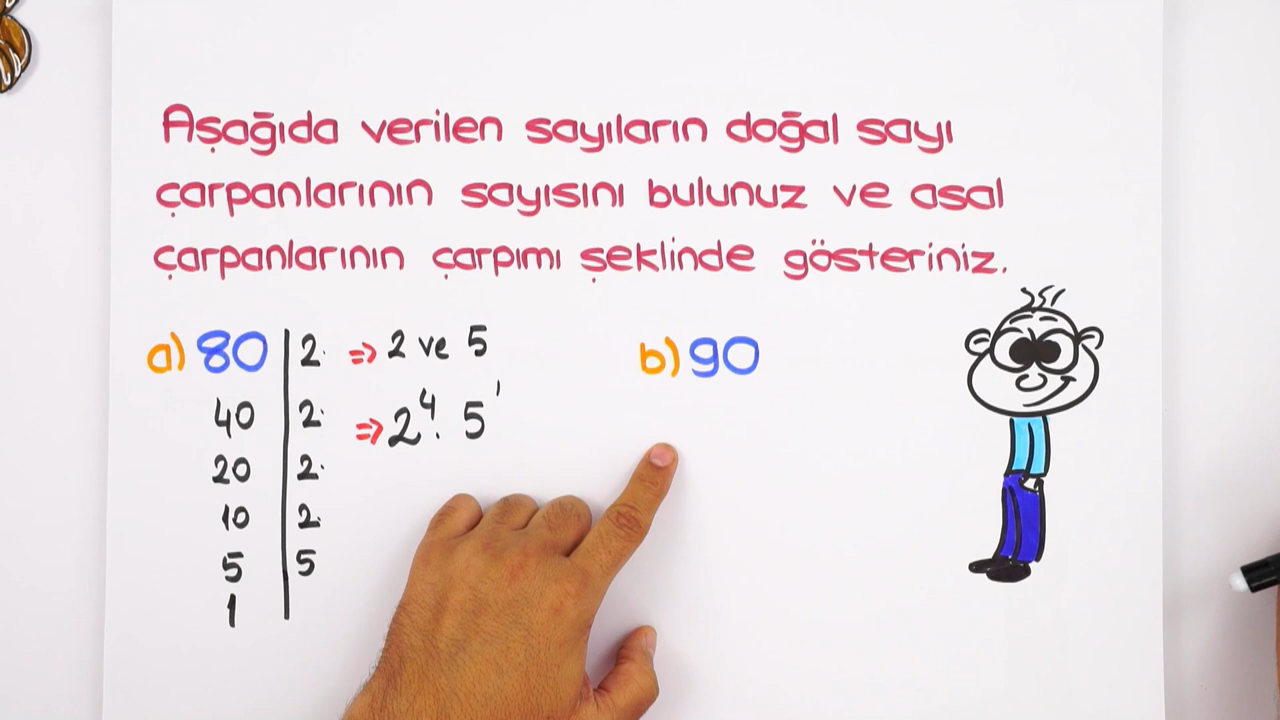 Aşağıda verilen sayıların doğal sayı
çarpanlarının sayısını bulunuz ve asal
çarpanlarının çarpımı şeklinde gösteriniz.
a) 80 | 2. ⇒ 2 ve 5
40 | 2. ⇒ 2⁴. 5¹
20 | 2.
10 | 2.
5 | 5
1
b) 90